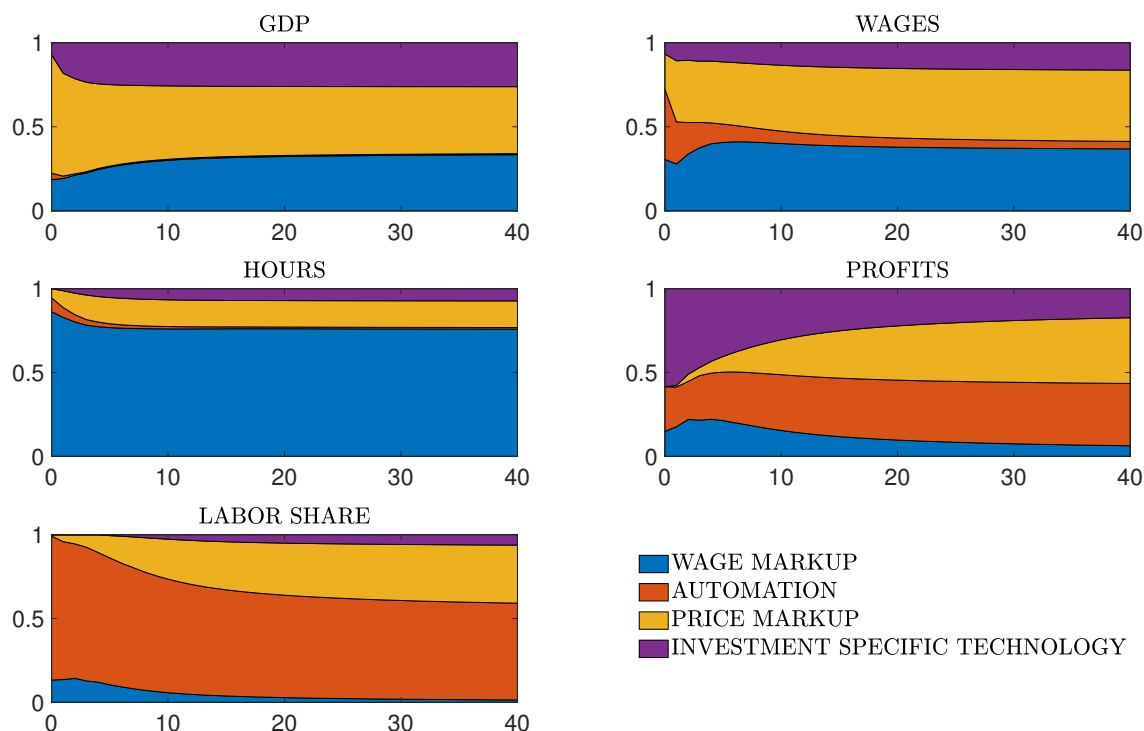 GDP
1
0.5
0
0 10 20 30 40
WAGES
1
0.5
0
0 10 20 30 40
HOURS
1
0.5
0
0 10 20 30 40
PROFITS
1
0.5
0
0 10 20 30 40
LABOR SHARE
1
0.5
0
0 10 20 30 40
WAGE MARKUP
AUTOMATION
PRICE MARKUP
INVESTMENT SPECIFIC TECHNOLOGY